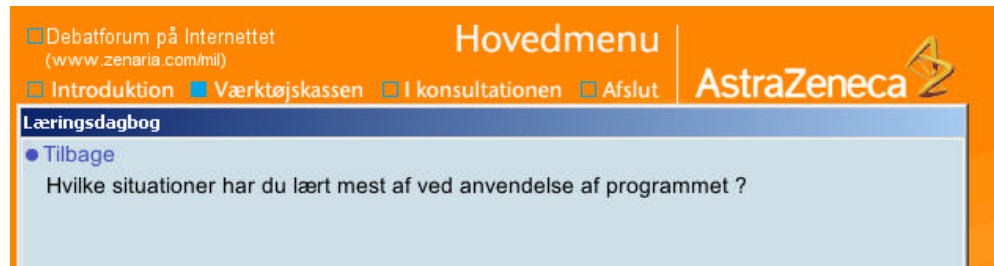 Debatforum på Internettet
(www.zenaria.com/mil)
Hovedmenu
Introduktion Værktøjskassen I konsultationen Afslut
AstraZeneca
Læringsdagbog
Tilbage
Hvilke situationer har du lært mest af ved anvendelse af programmet ?